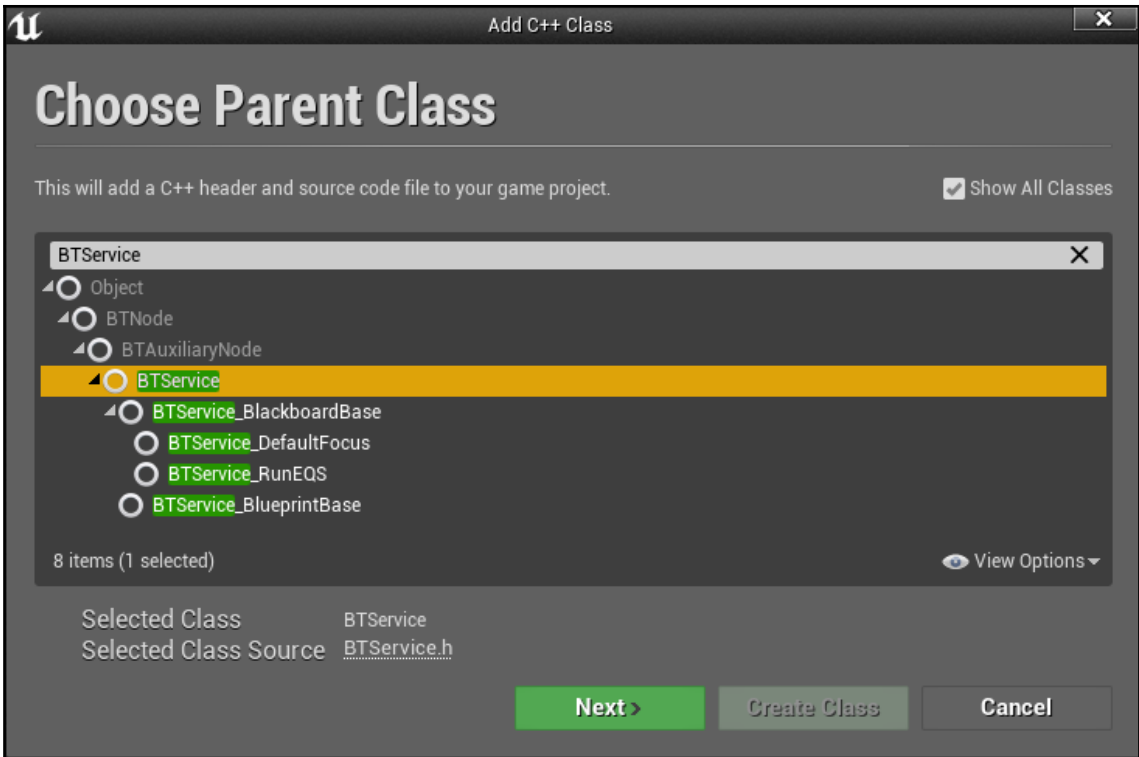 Add C++ Class
Choose Parent Class
This will add a C++ header and source code file to your game project.
Show All Classes
BTService
Object
BTNode
BTAuxiliaryNode
BTService
BTService_BlackboardBase
BTService_DefaultFocus
BTService_RunEQS
BTService_BlueprintBase
8 items (1 selected)
View Options
Selected Class BTService
Selected Class Source BTService.h
Next >
Create Class
Cancel